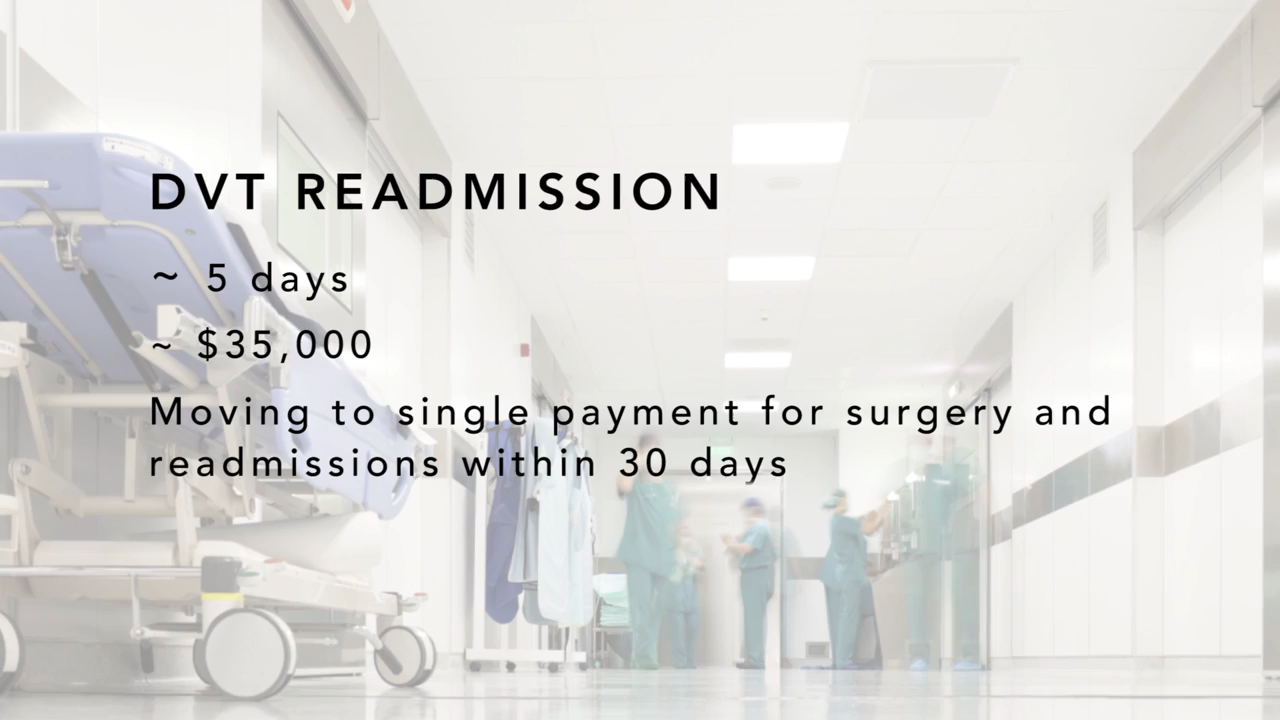 DVT READMISSION
~ 5 days
~ $35,000
Moving to single payment for surgery and
readmissions within 30 days